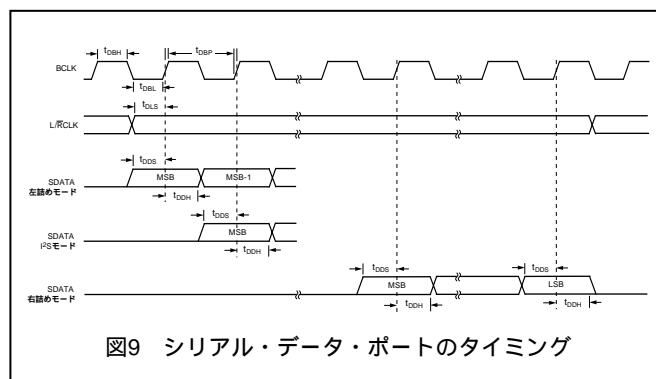 tDBH
tDBP
BCLK
tDBL
tDLS
L/R̅CLK
tDDS
SDATA
左詰めモード
MSB
MSB-1
tDDH
tDDS
SDATA
I²Sモード
MSB
tDDH
tDDS
tDDS
SDATA
右詰めモード
MSB
LSB
tDDH
tDDH
図9 シリアル・データ・ポートのタイミング